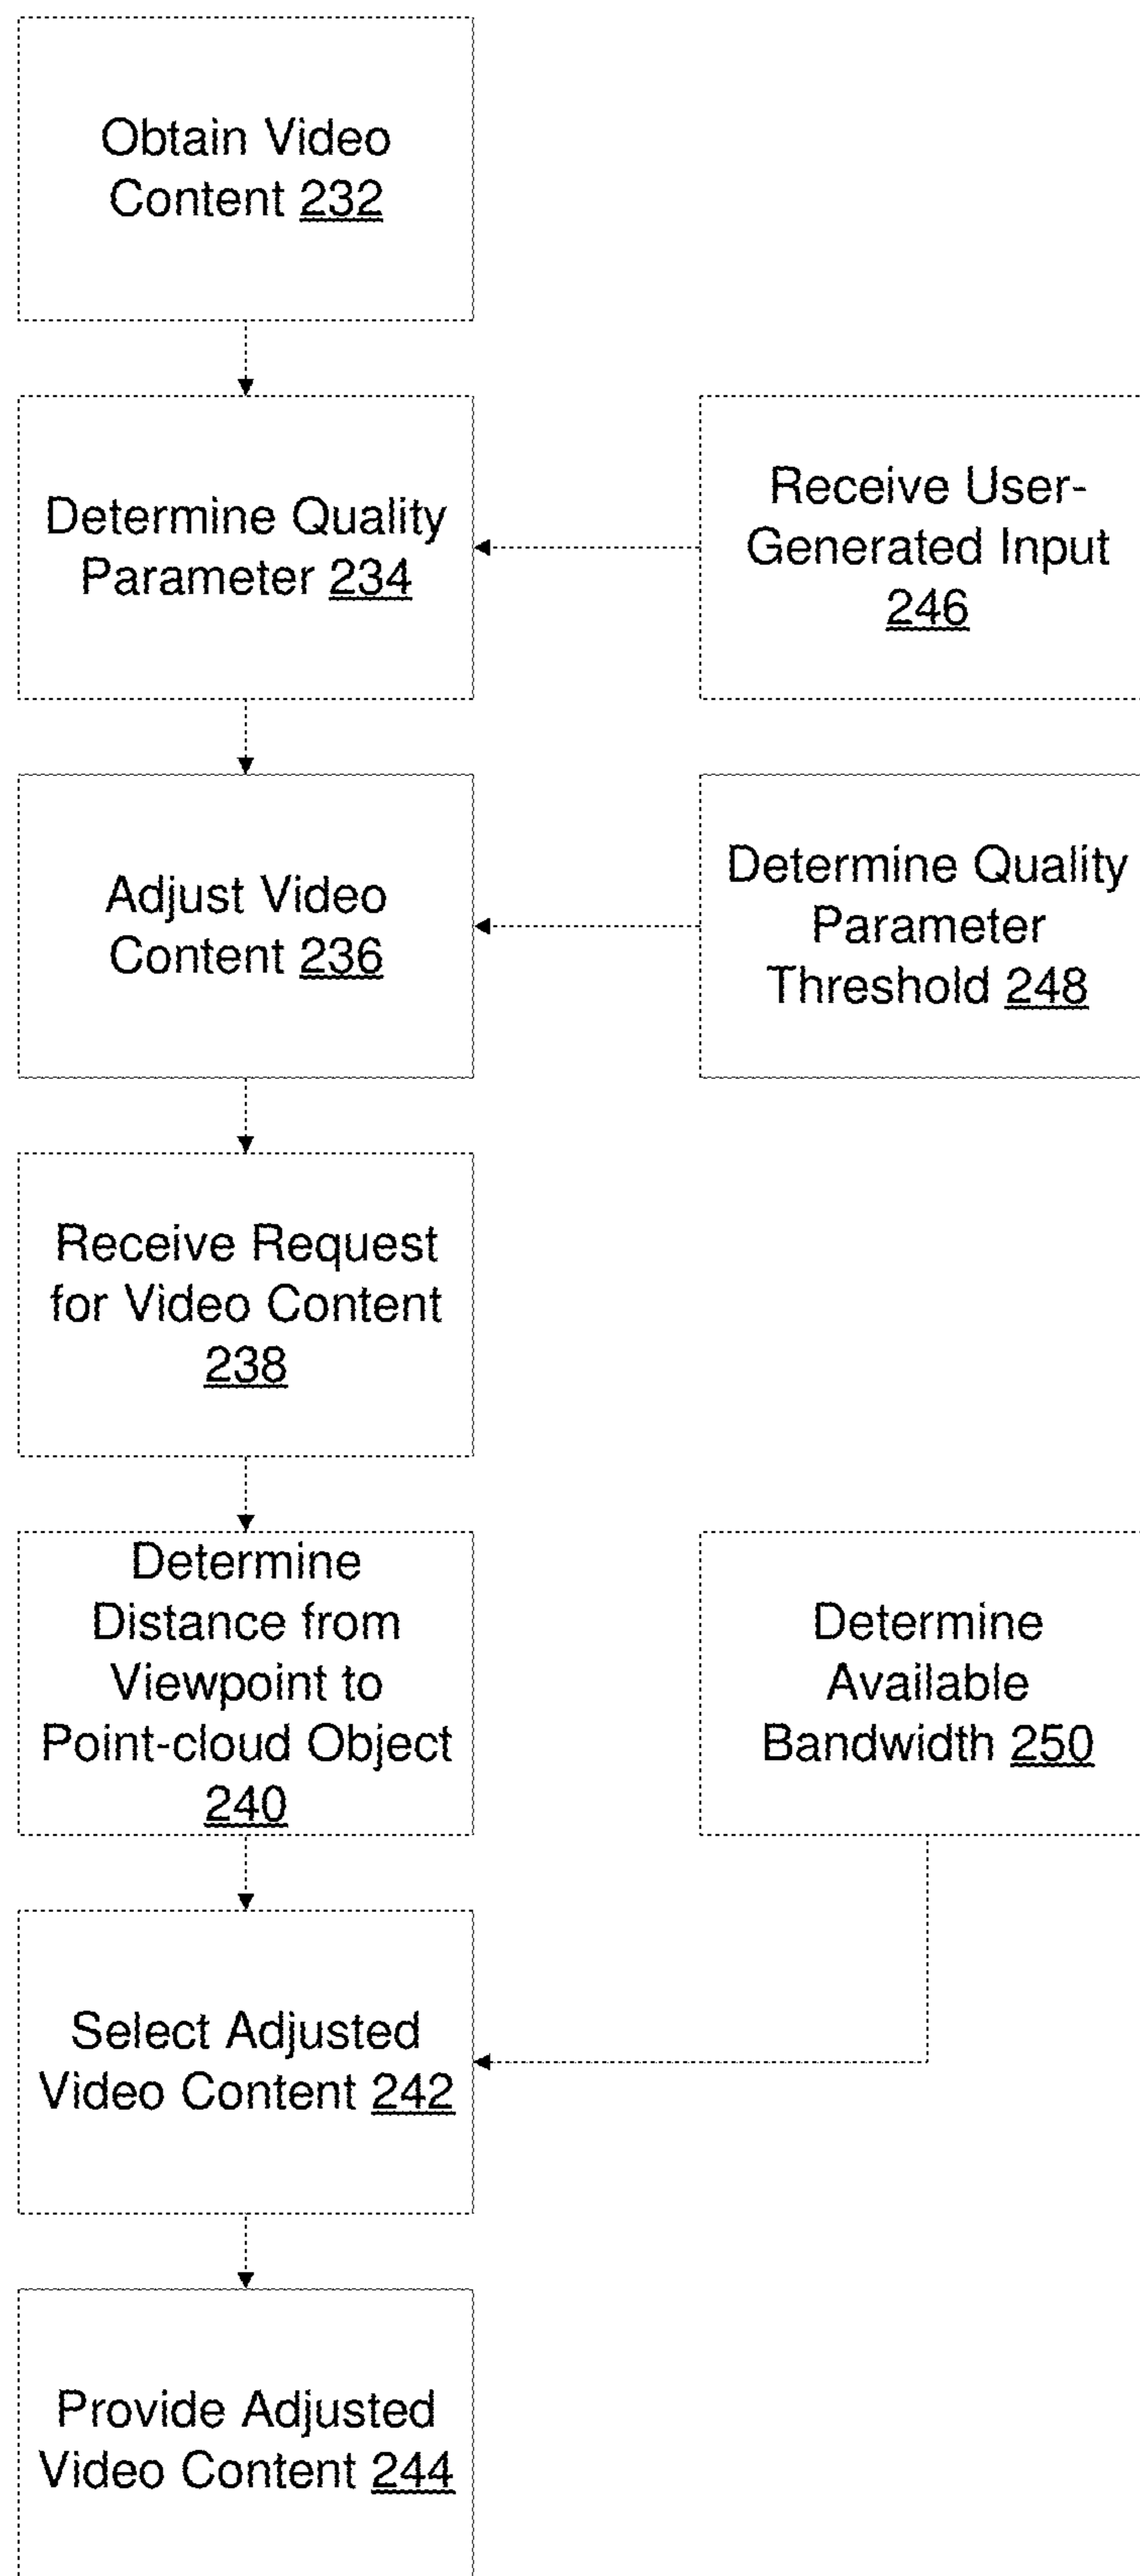 Obtain Video
Content 232
Determine Quality
Parameter 234
Receive User-
Generated Input
246
Adjust Video
Content 236
Determine Quality
Parameter
Threshold 248
Receive Request
for Video Content
238
Determine
Distance from
Viewpoint to
Point-cloud Object
240
Determine
Available
Bandwidth 250
Select Adjusted
Video Content 242
Provide Adjusted
Video Content 244